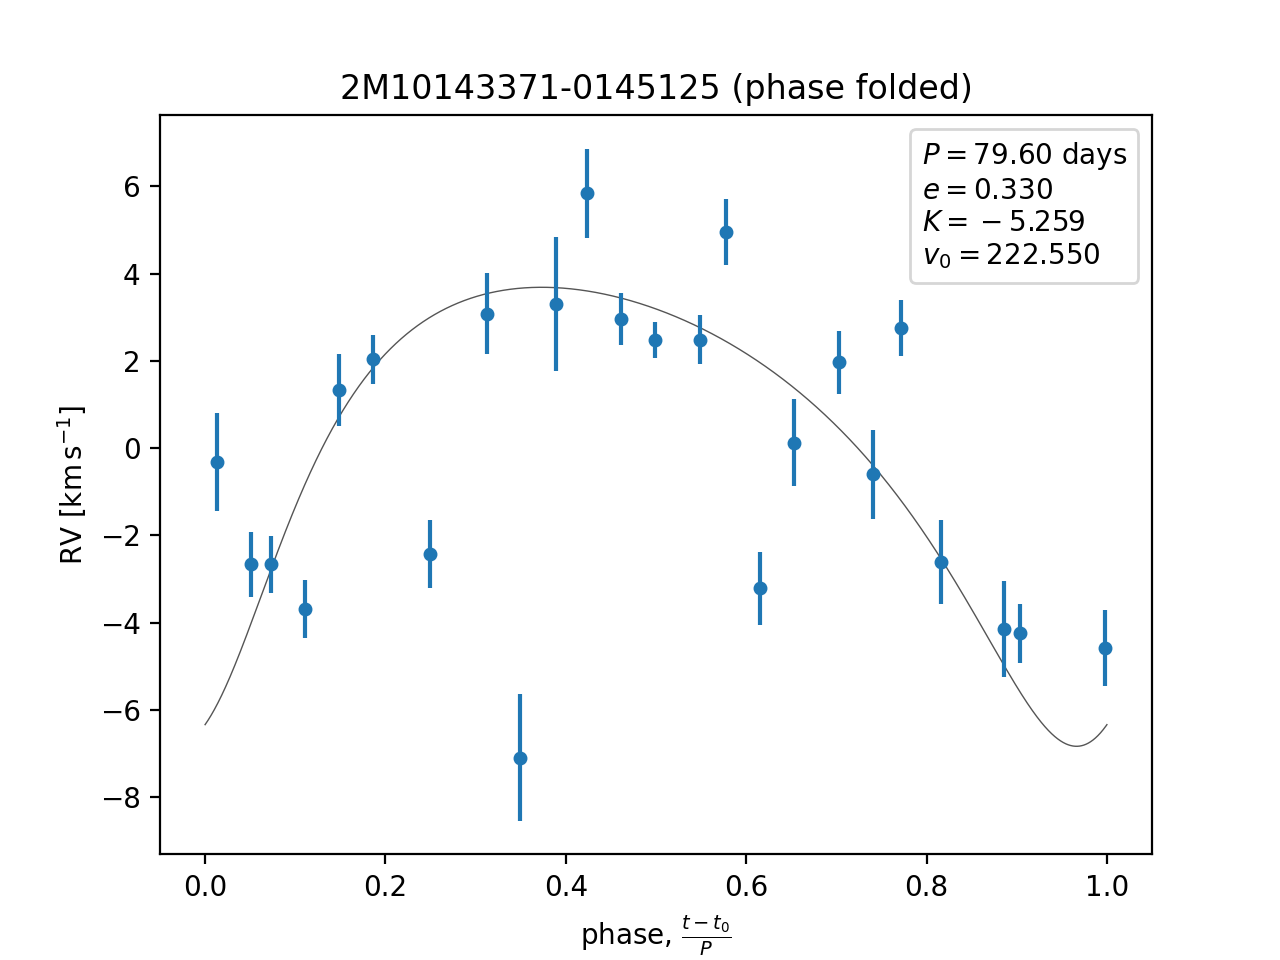 2M10143371-0145125 (phase folded)
P = 79.60 days
e = 0.330
K = −5.259
v₀ = 222.550
6
4
2
0
−2
−4
−6
−8
RV [km s⁻¹]
0.0 0.2 0.4 0.6 0.8 1.0
phase, (t − t₀)/P